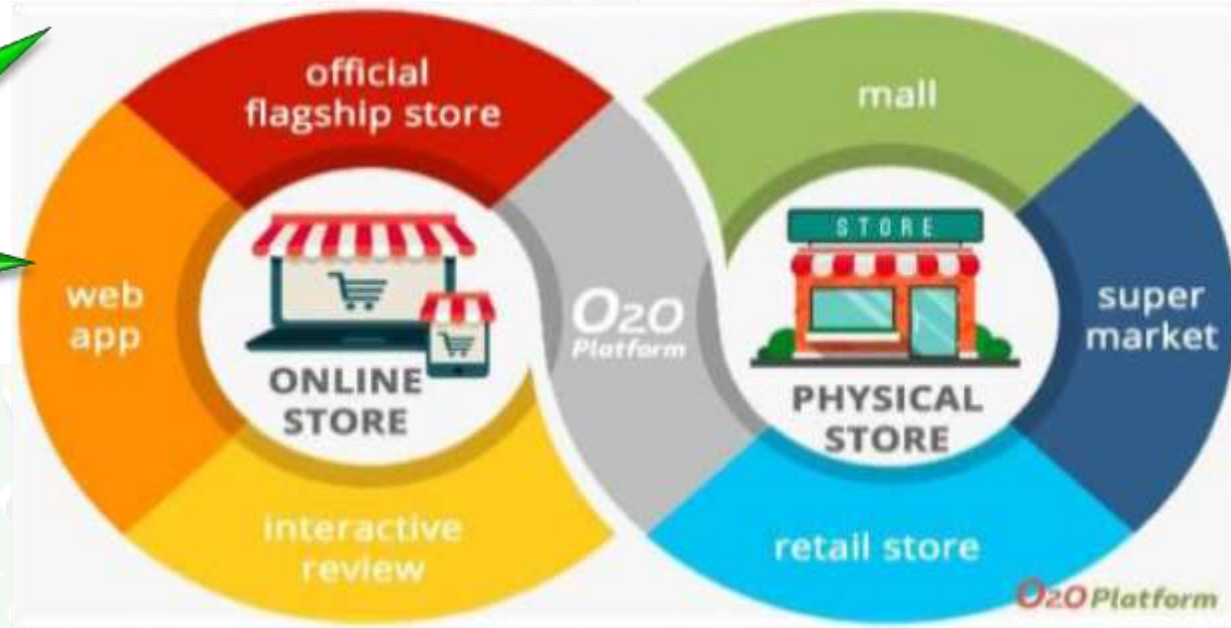 official
flagship store
mall
STORE
web
app
O2O
Platform
super
market
ONLINE
STORE
PHYSICAL
STORE
interactive
review
retail store
O2O Platform